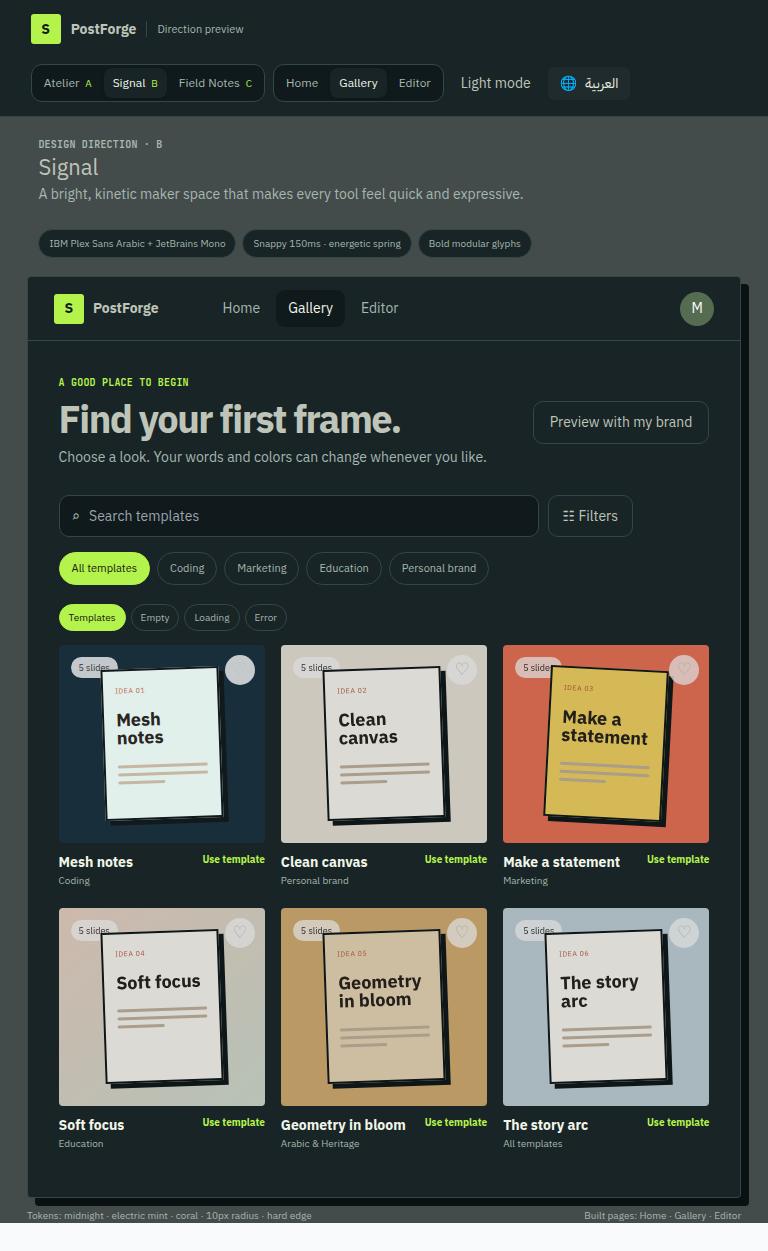 S PostForge Direction preview
Atelier A Signal B Field Notes C Home Gallery Editor Light mode العربية
DESIGN DIRECTION · B
Signal
A bright, kinetic maker space that makes every tool feel quick and expressive.
IBM Plex Sans Arabic + JetBrains Mono Snappy 150ms · energetic spring Bold modular glyphs
S PostForge Home Gallery Editor M
A GOOD PLACE TO BEGIN
Find your first frame.
Preview with my brand
Choose a look. Your words and colors can change whenever you like.
Search templates Filters
All templates Coding Marketing Education Personal brand
Templates Empty Loading Error
5 slides 5 slides 5 slides
IDEA 01 IDEA 02 IDEA 03
Mesh notes Clean canvas Make a statement
Mesh notes Use template Clean canvas Use template Make a statement Use template
Coding Personal brand Marketing
5 slides 5 slides 5 slides
IDEA 04 IDEA 05 IDEA 06
Soft focus Geometry in bloom The story arc
Soft focus Use template Geometry in bloom Use template The story arc Use template
Education Arabic & Heritage All templates
Tokens: midnight · electric mint · coral · 10px radius · hard edge Built pages: Home · Gallery · Editor